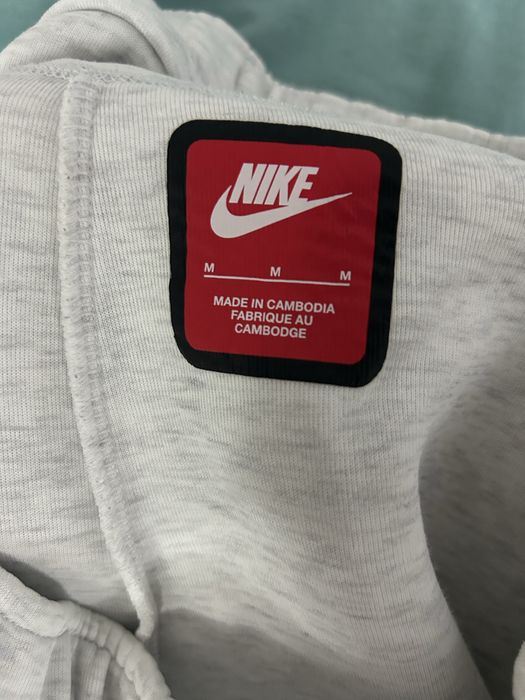 NIKE
M M M
MADE IN CAMBODIA
FABRIQUE AU
CAMBODGE